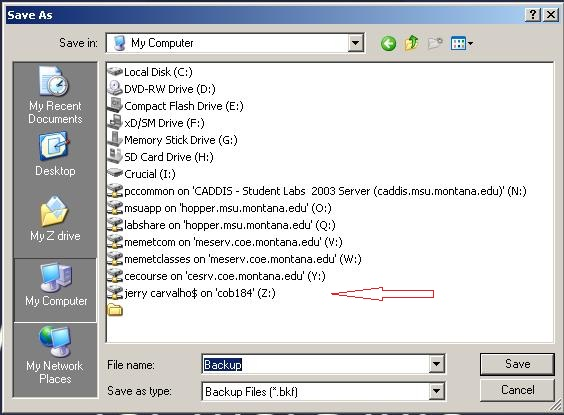 Save As
Save in:
My Computer
My Recent
Documents
Desktop
My Z drive
My Computer
My Network
Places
Local Disk (C:)
DVD-RW Drive (D:)
Compact Flash Drive (E:)
xD/SM Drive (F:)
Memory Stick Drive (G:)
SD Card Drive (H:)
Crucial (I:)
pccommon on 'CADDIS - Student Labs  2003 Server (caddis.msu.montana.edu)' (N:)
msuapp on 'hopper.msu.montana.edu' (O:)
labshare on 'hopper.msu.montana.edu' (Q:)
memetcom on 'meserv.coe.montana.edu' (V:)
memetclasses on 'meserv.coe.montana.edu' (W:)
cecourse on 'cesrv.coe.montana.edu' (Y:)
jerry carvalho$ on 'cob184' (Z:)
File name:
Backup
Save
Save as type:
Backup Files (*.bkf)
Cancel